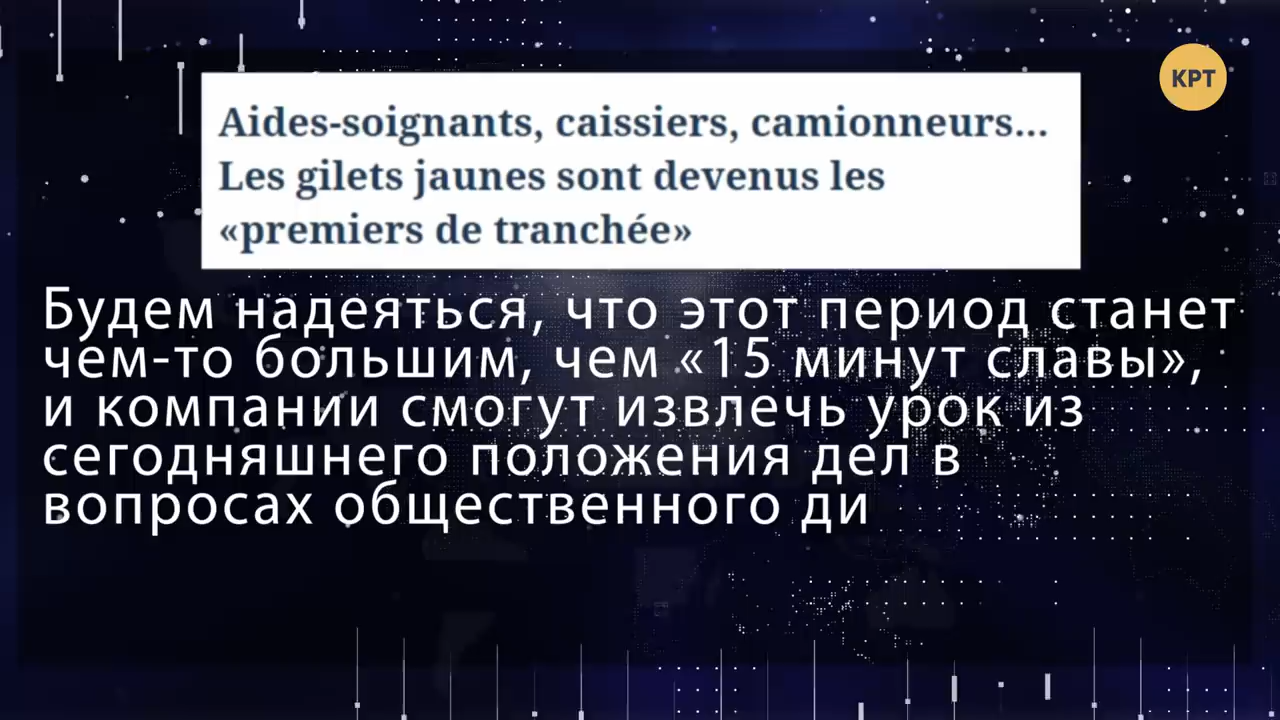 КРТ
Aides-soignants, caissiers, camionneurs...
Les gilets jaunes sont devenus les
«premiers de tranchée»
Будем надеяться, что этот период станет
чем-то большим, чем «15 минут славы»,
и компании смогут извлечь урок из
сегодняшнего положения дел в
вопросах общественного ди